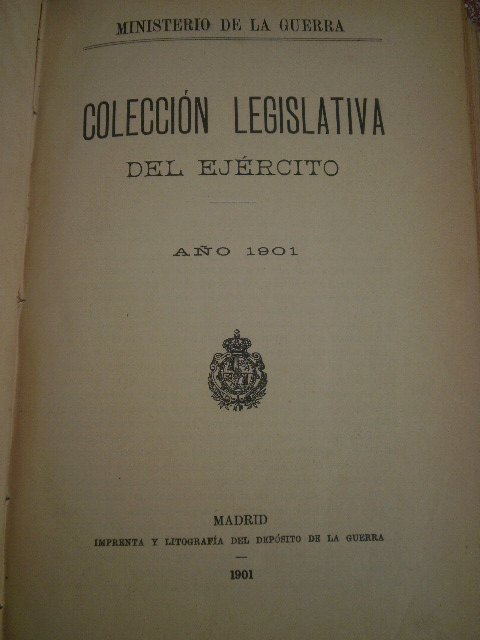 MINISTERIO DE LA GUERRA
COLECCIÓN LEGISLATIVA
DEL EJÉRCITO
AÑO 1901
MADRID
IMPRENTA Y LITOGRAFÍA DEL DEPÓSITO DE LA GUERRA
1901